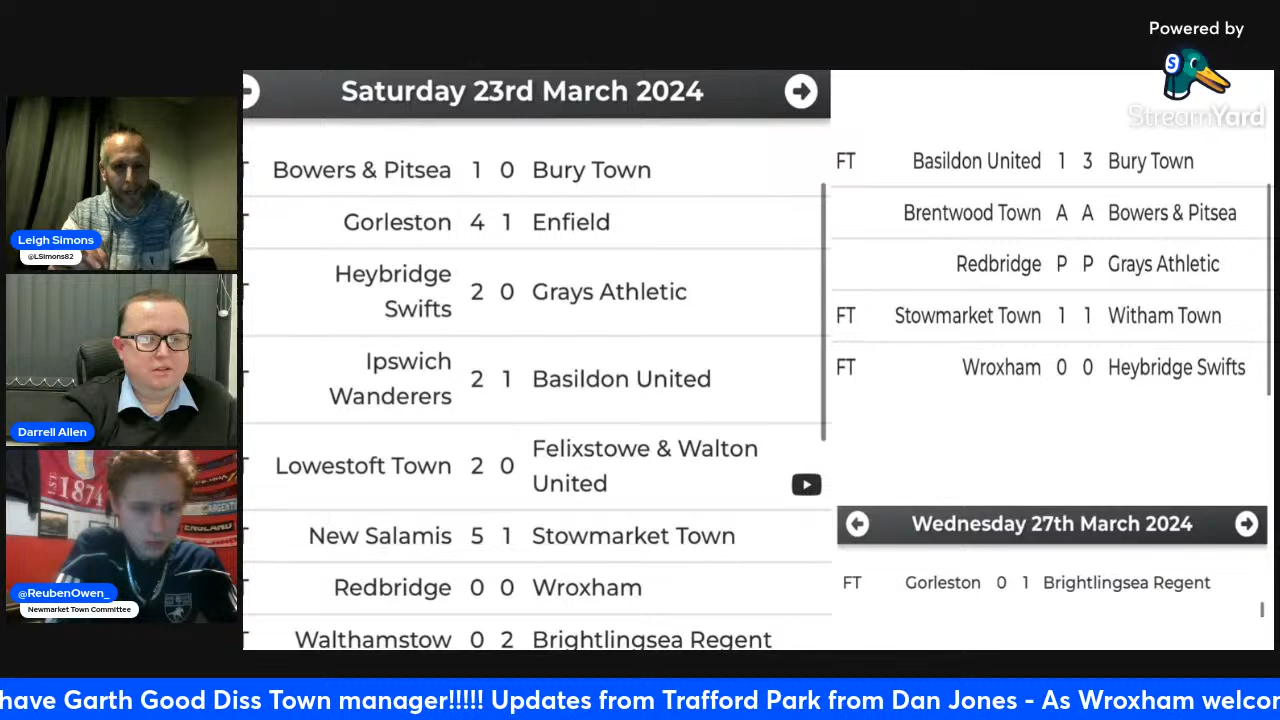 Powered by
StreamYard
Saturday 23rd March 2024
Bowers & Pitsea 1 0 Bury Town
Gorleston 4 1 Enfield
Heybridge
Swifts 2 0 Grays Athletic
Ipswich
Wanderers 2 1 Basildon United
Lowestoft Town 2 0 Felixstowe & Walton
United
New Salamis 5 1 Stowmarket Town
Redbridge 0 0 Wroxham
Walthamstow 0 2 Brightlingsea Regent
FT Basildon United 1 3 Bury Town
Brentwood Town A A Bowers & Pitsea
Redbridge P P Grays Athletic
FT Stowmarket Town 1 1 Witham Town
FT Wroxham 0 0 Heybridge Swifts
Wednesday 27th March 2024
FT Gorleston 0 1 Brightlingsea Regent
Leigh Simons
@LSimons82
Darrell Allen
EST
1874
ARGENTI
ENGLAND
@ReubenOwen_
Newmarket Town Committee
have Garth Good Diss Town manager!!!!! Updates from Trafford Park from Dan Jones - As Wroxham welcom